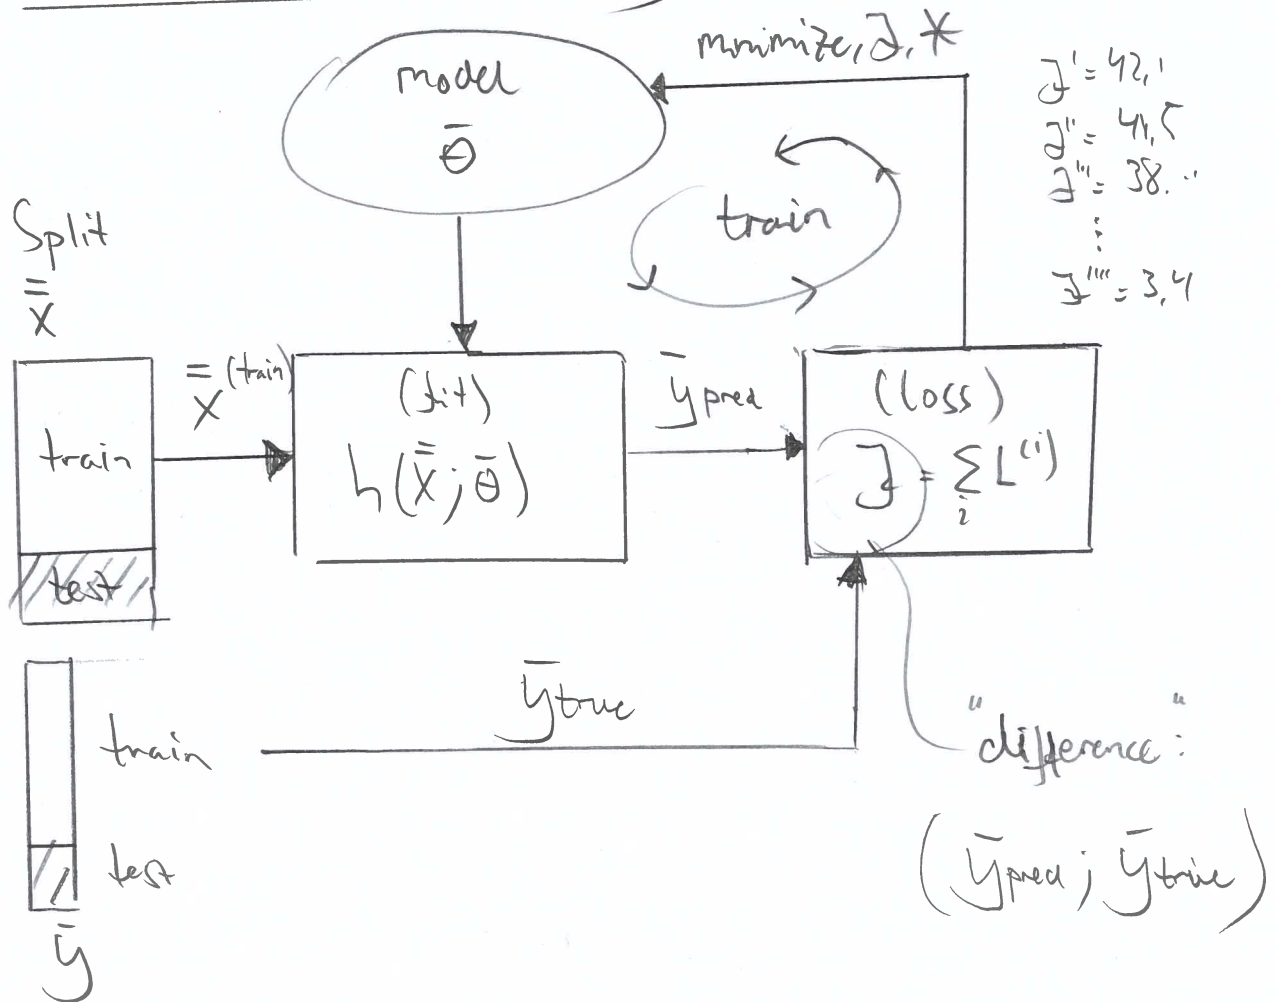 minimize, J, *
model
θ̄
J' = 42,1
J'' = 41,5
J''' = 38. ..
⋮
J'''' = 3,4
train
Split
X̿
X̿ (train)
train
test
(fit)
h(X̿; θ̄)
ȳpred
(loss)
J = Σi L(i)
ȳtrue
train
test
ȳ
"difference":
(ȳpred; ȳtrue)